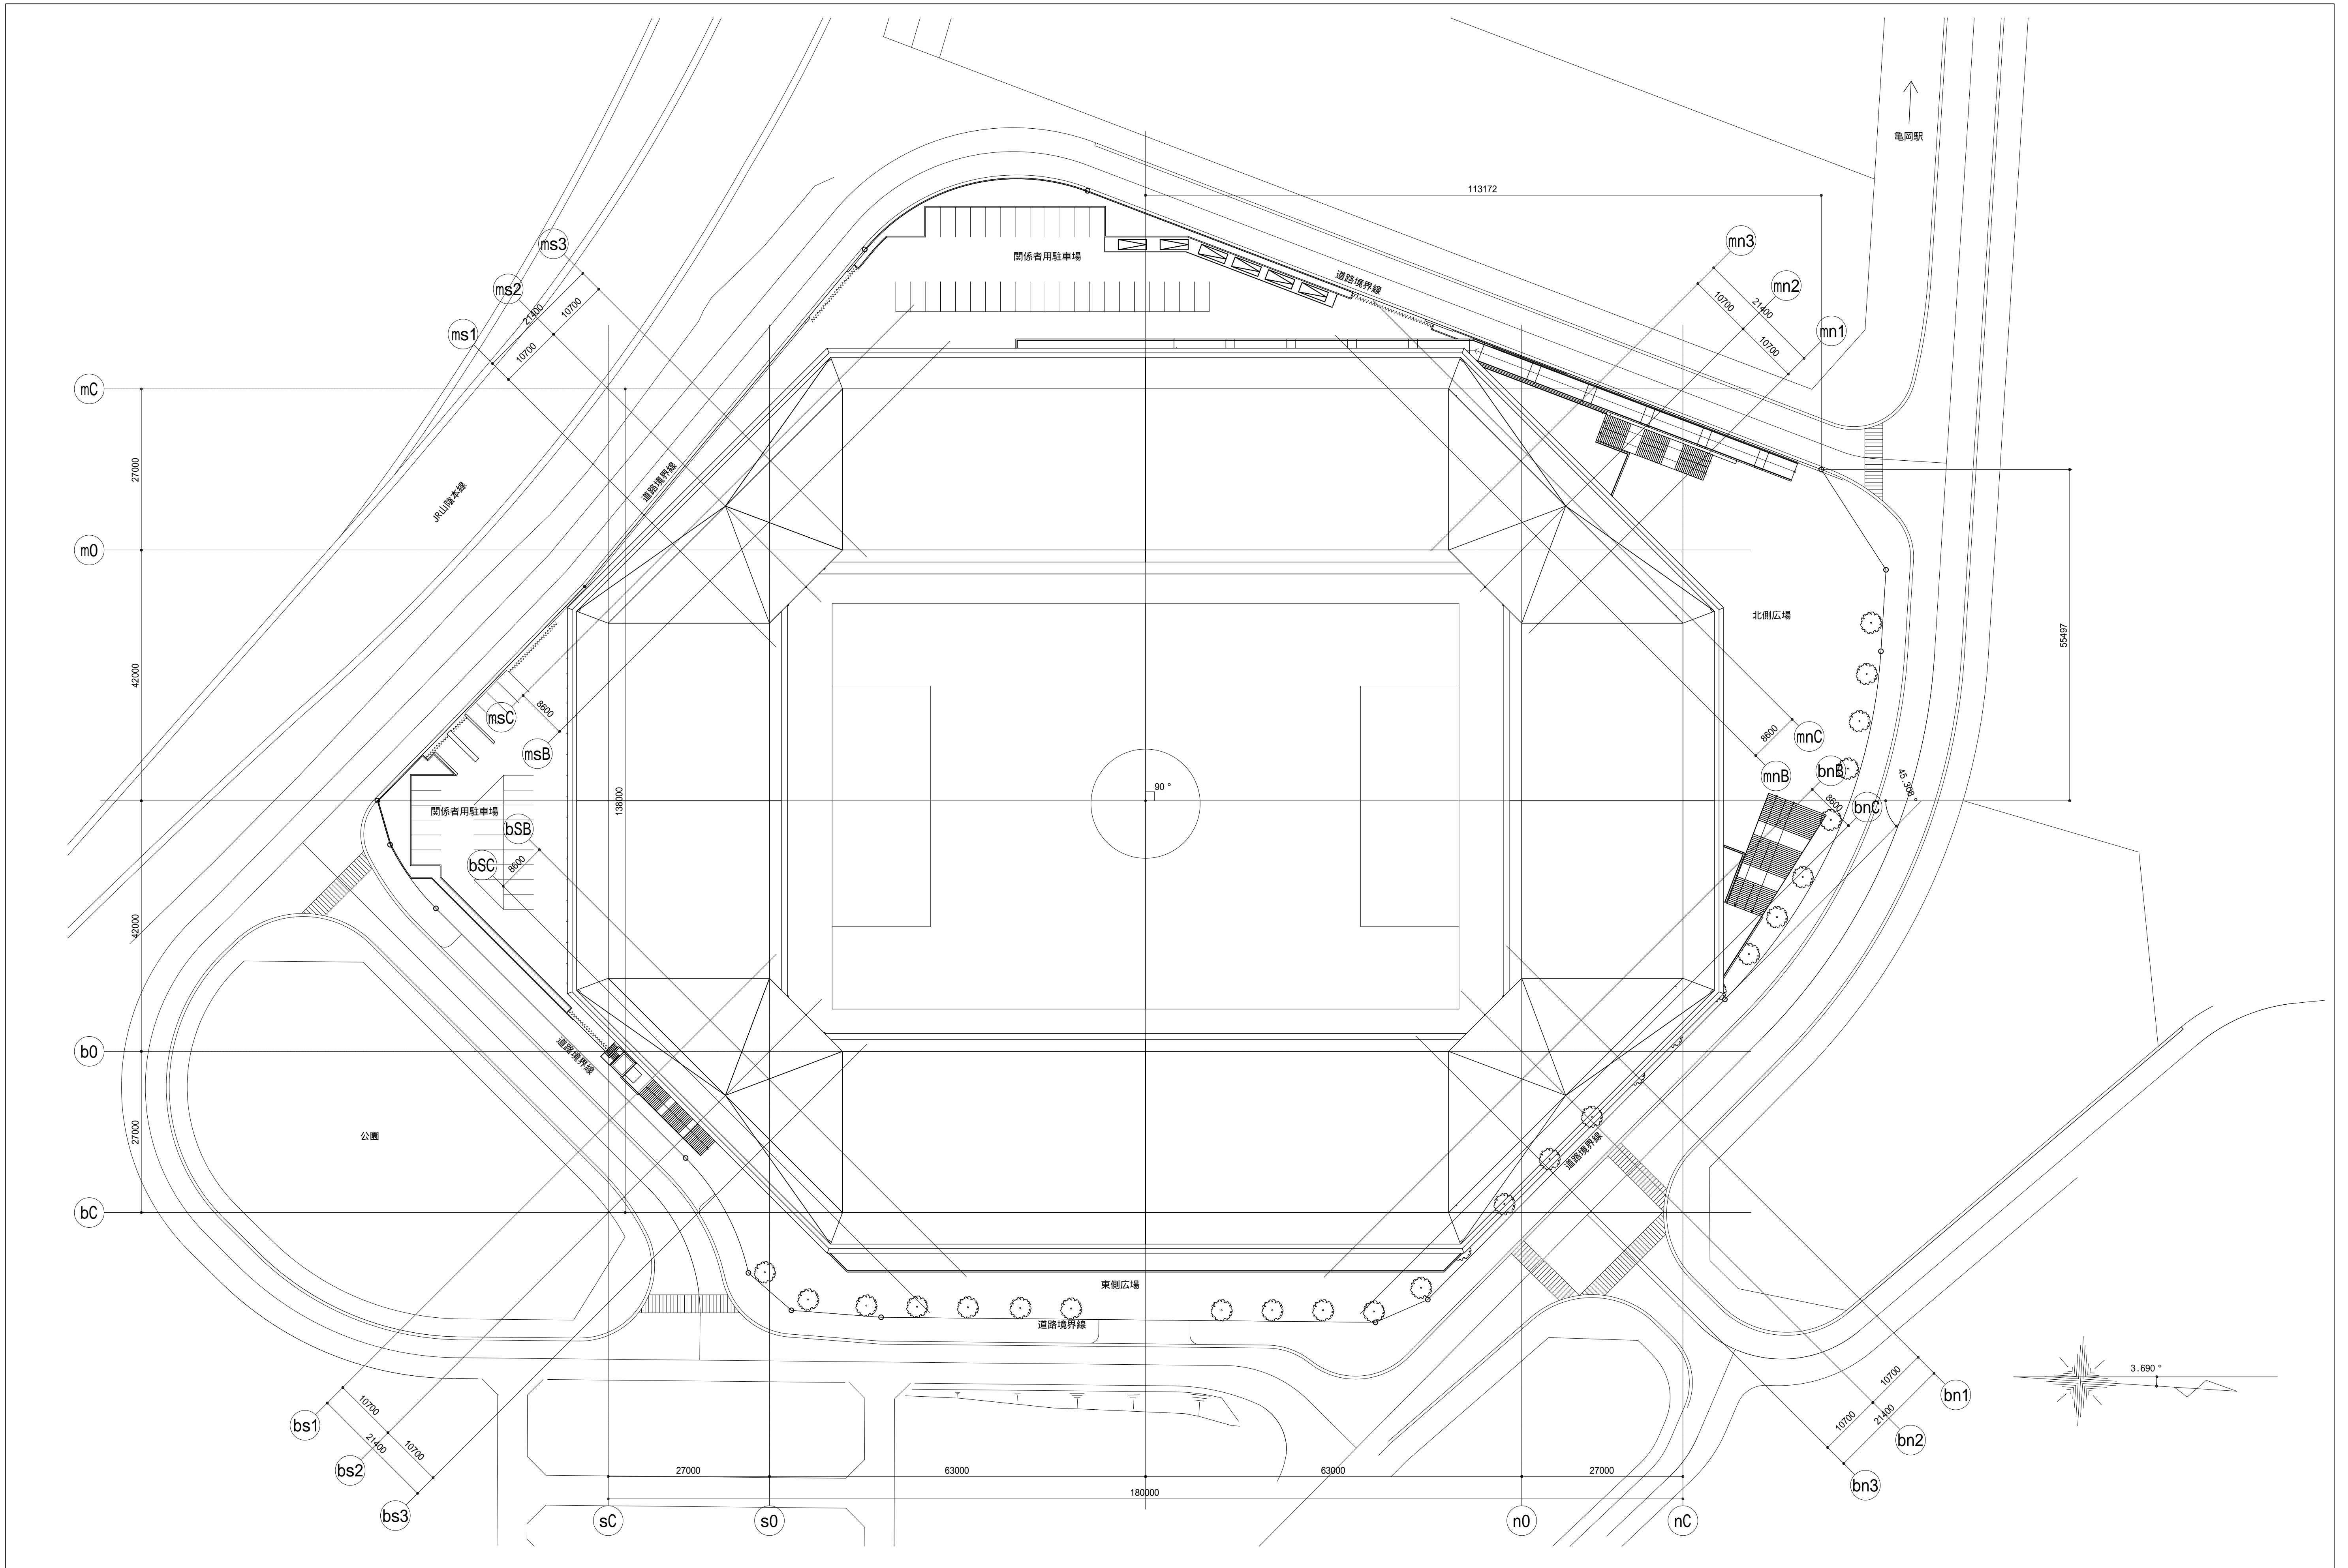 亀岡駅
113172
関係者用駐車場
道路境界線
ms3
ms2
ms1
21400
10700
10700
mn3
mn2
mn1
21400
10700
10700
mC
m0
b0
bC
27000
42000
42000
27000
138000
JR山陰本線
道路境界線
北側広場
55497
msC
msB
8600
mnC
mnB
8600
bnB
bnC
8600
45.308 °
90 °
関係者用駐車場
bSB
bSC
8600
道路境界線
公園
道路境界線
東側広場
道路境界線
3.690 °
bs1
bs2
bs3
10700
10700
21400
bn1
bn2
bn3
10700
10700
21400
27000
63000
63000
27000
180000
sC
s0
n0
nC